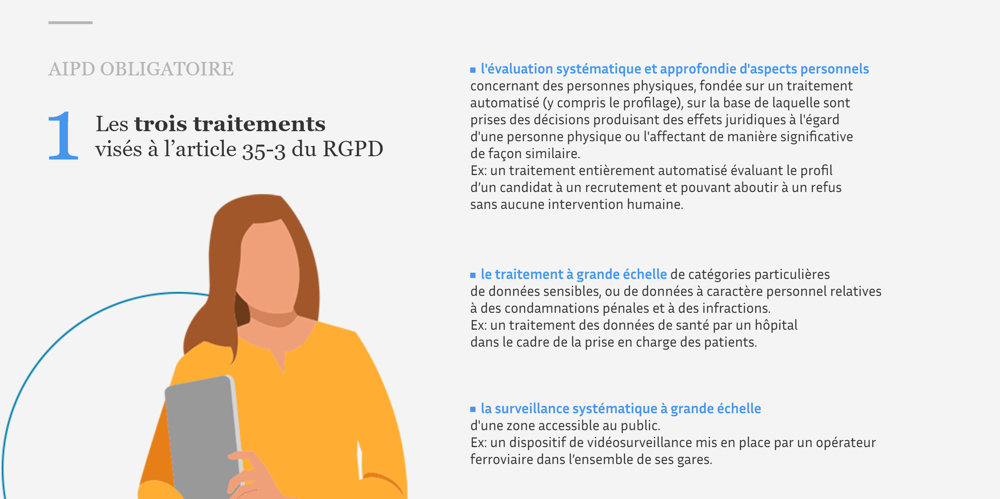 AIPD OBLIGATOIRE
1
Les trois traitements
visés à l’article 35-3 du RGPD
l'évaluation systématique et approfondie d'aspects personnels
concernant des personnes physiques, fondée sur un traitement
automatisé (y compris le profilage), sur la base de laquelle sont
prises des décisions produisant des effets juridiques à l'égard
d'une personne physique ou l'affectant de manière significative
de façon similaire.
Ex: un traitement entièrement automatisé évaluant le profil
d’un candidat à un recrutement et pouvant aboutir à un refus
sans aucune intervention humaine.
le traitement à grande échelle de catégories particulières
de données sensibles, ou de données à caractère personnel relatives
à des condamnations pénales et à des infractions.
Ex: un traitement des données de santé par un hôpital
dans le cadre de la prise en charge des patients.
la surveillance systématique à grande échelle
d'une zone accessible au public.
Ex: un dispositif de vidéosurveillance mis en place par un opérateur
ferroviaire dans l’ensemble de ses gares.